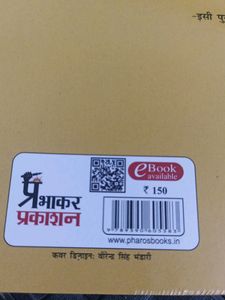 -इसी पु
eBook
available
₹ 150
प्रभाकर
प्रकाशन
www.pharosbooks.in
कवर डिज़ाइन: वीरेन्द्र सिंह भंडारी